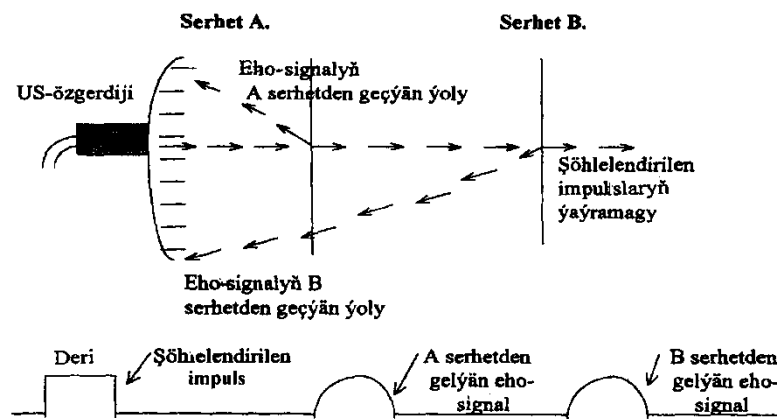 Serhet A.
Serhet B.
US-özgerdiji
Eho-signalyň
A serhetden geçýän ýoly
Şöhlelendirilen
impulslaryň
ýaýramagy
Eho-signalyň B
serhetden geçýän ýoly
Deri
Şöhlelendirilen
impuls
A serhetden
gelýän eho-
signal
B serhetden
gelýän eho-
signal